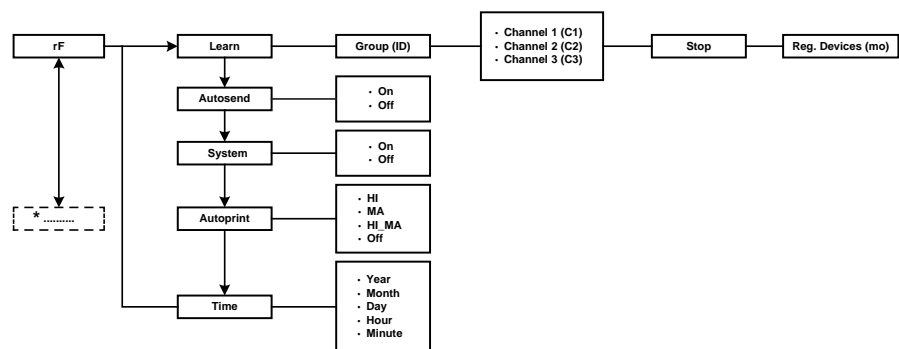 rF
Learn
Group (ID)
· Channel 1 (C1)
· Channel 2 (C2)
· Channel 3 (C3)
Stop
Reg. Devices (mo)
Autosend
· On
· Off
System
· On
· Off
* ..........
Autoprint
· HI
· MA
· HI_MA
· Off
Time
· Year
· Month
· Day
· Hour
· Minute